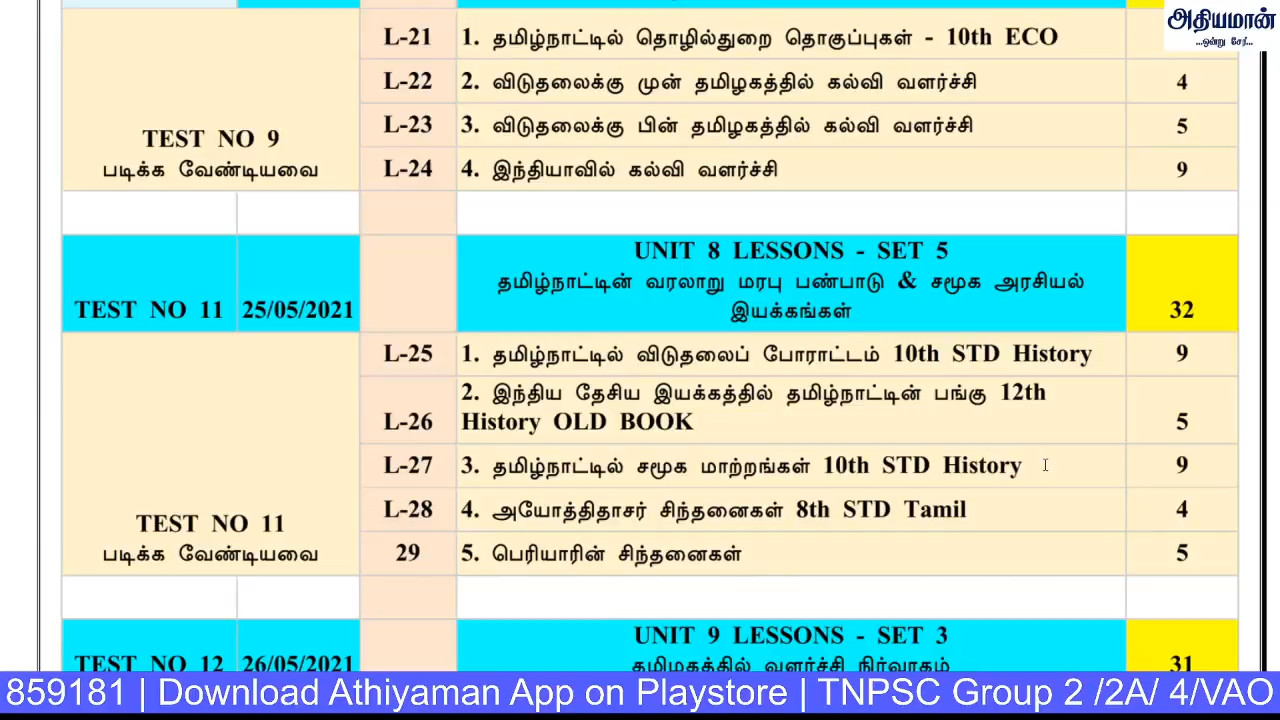 அதியமான்
...ஒன்று சேர்...
L-21 1. தமிழ்நாட்டில் தொழில்துறை தொகுப்புகள் - 10th ECO
L-22 2. விடுதலைக்கு முன் தமிழகத்தில் கல்வி வளர்ச்சி 4
L-23 3. விடுதலைக்கு பின் தமிழகத்தில் கல்வி வளர்ச்சி 5
TEST NO 9
படிக்க வேண்டியவை
L-24 4. இந்தியாவில் கல்வி வளர்ச்சி 9
UNIT 8 LESSONS - SET 5
தமிழ்நாட்டின் வரலாறு மரபு பண்பாடு & சமூக அரசியல்
இயக்கங்கள்
TEST NO 11 25/05/2021 32
L-25 1. தமிழ்நாட்டில் விடுதலைப் போராட்டம் 10th STD History 9
2. இந்திய தேசிய இயக்கத்தில் தமிழ்நாட்டின் பங்கு 12th
L-26 History OLD BOOK 5
L-27 3. தமிழ்நாட்டில் சமூக மாற்றங்கள் 10th STD History 9
L-28 4. அயோத்திதாசர் சிந்தனைகள் 8th STD Tamil 4
TEST NO 11
படிக்க வேண்டியவை
29 5. பெரியாரின் சிந்தனைகள் 5
UNIT 9 LESSONS - SET 3
TEST NO 12 26/05/2021 தமிழகத்தில் வளர்ச்சி நிர்வாகம் 31
859181 | Download Athiyaman App on Playstore | TNPSC Group 2 /2A/ 4/VAO